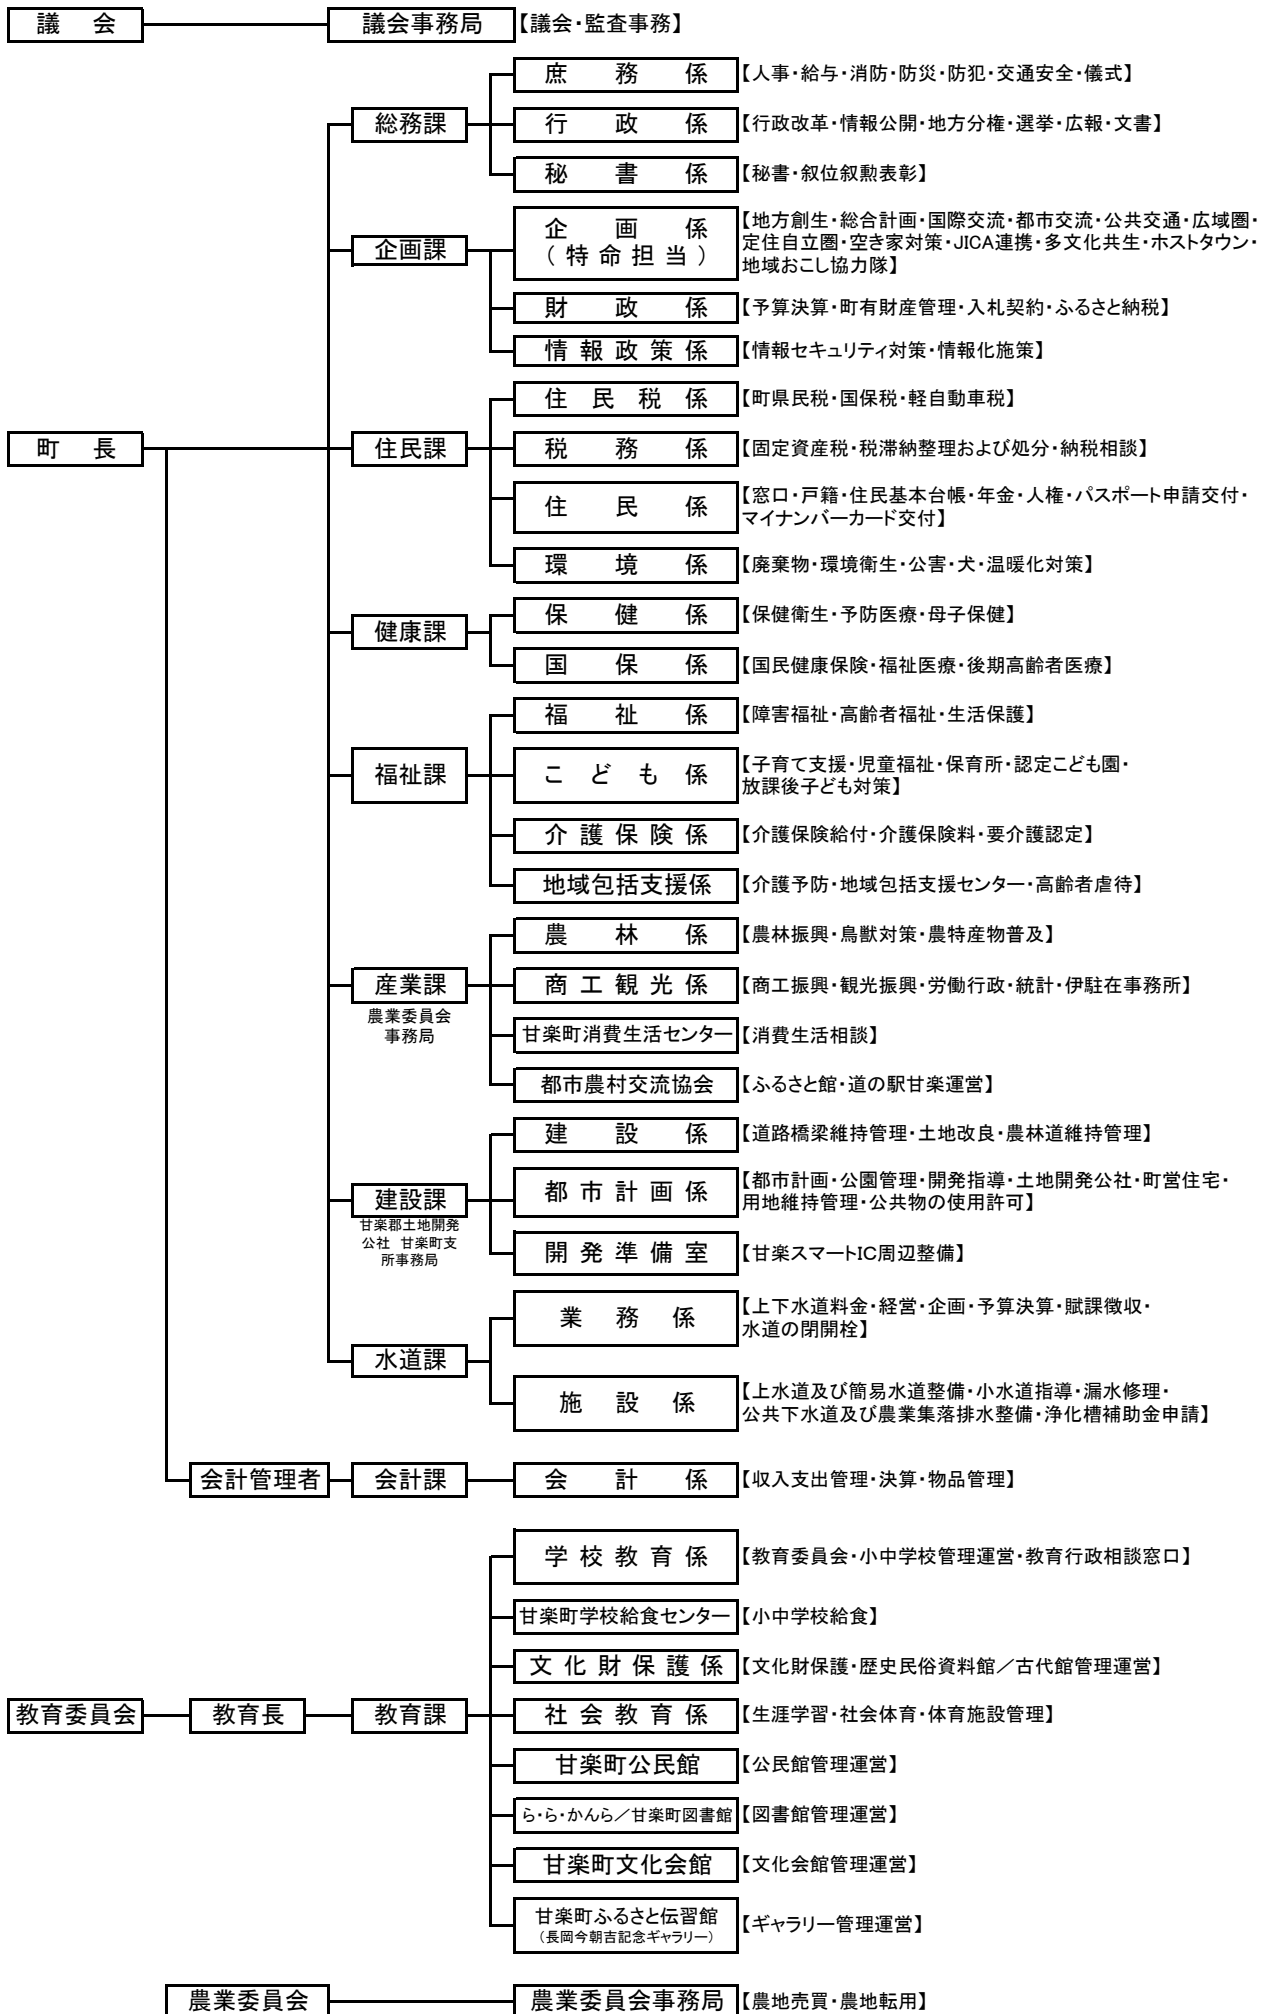 議 会
議会事務局
【議会・監査事務】
庶 務 係
【人事・給与・消防・防災・防犯・交通安全・儀式】
総務課
行 政 係
【行政改革・情報公開・地方分権・選挙・広報・文書】
秘 書 係
【秘書・叙位叙勲表彰】
企画課
企 画 係
(特命担当)
【地方創生・総合計画・国際交流・都市交流・公共交通・広域圏・
定住自立圏・空き家対策・JICA連携・多文化共生・ホストタウン・
地域おこし協力隊】
財 政 係
【予算決算・町有財産管理・入札契約・ふるさと納税】
情報政策係
【情報セキュリティ対策・情報化施策】
住 民 税 係
【町県民税・国保税・軽自動車税】
町 長
住民課
税 務 係
【固定資産税・税滞納整理および処分・納税相談】
住 民 係
【窓口・戸籍・住民基本台帳・年金・人権・パスポート申請交付・
マイナンバーカード交付】
環 境 係
【廃棄物・環境衛生・公害・犬・温暖化対策】
健康課
保 健 係
【保健衛生・予防医療・母子保健】
国 保 係
【国民健康保険・福祉医療・後期高齢者医療】
福 祉 係
【障害福祉・高齢者福祉・生活保護】
福祉課
こ ど も 係
【子育て支援・児童福祉・保育所・認定こども園・
放課後子ども対策】
介護保険係
【介護保険給付・介護保険料・要介護認定】
地域包括支援係
【介護予防・地域包括支援センター・高齢者虐待】
農 林 係
【農林振興・鳥獣対策・農特産物普及】
産業課
農業委員会
事務局
商工観光係
【商工振興・観光振興・労働行政・統計・伊駐在事務所】
甘楽町消費生活センター
【消費生活相談】
都市農村交流協会
【ふるさと館・道の駅甘楽運営】
建 設 係
【道路橋梁維持管理・土地改良・農林道維持管理】
建設課
甘楽郡土地開発
公社 甘楽町支
所事務局
都市計画係
【都市計画・公園管理・開発指導・土地開発公社・町営住宅・
用地維持管理・公共物の使用許可】
開発準備室
【甘楽スマートIC周辺整備】
水道課
業 務 係
【上下水道料金・経営・企画・予算決算・賦課徴収・
水道の閉開栓】
施 設 係
【上水道及び簡易水道整備・小水道指導・漏水修理・
公共下水道及び農業集落排水整備・浄化槽補助金申請】
会計管理者
会計課
会 計 係
【収入支出管理・決算・物品管理】
学校教育係
【教育委員会・小中学校管理運営・教育行政相談窓口】
甘楽町学校給食センター
【小中学校給食】
文化財保護係
【文化財保護・歴史民俗資料館／古代館管理運営】
教育委員会
教育長
教育課
社会教育係
【生涯学習・社会体育・体育施設管理】
甘楽町公民館
【公民館管理運営】
ら・ら・かんら／甘楽町図書館
【図書館管理運営】
甘楽町文化会館
【文化会館管理運営】
甘楽町ふるさと伝習館
（長岡今朝吉記念ギャラリー）
【ギャラリー管理運営】
農業委員会
農業委員会事務局
【農地売買・農地転用】